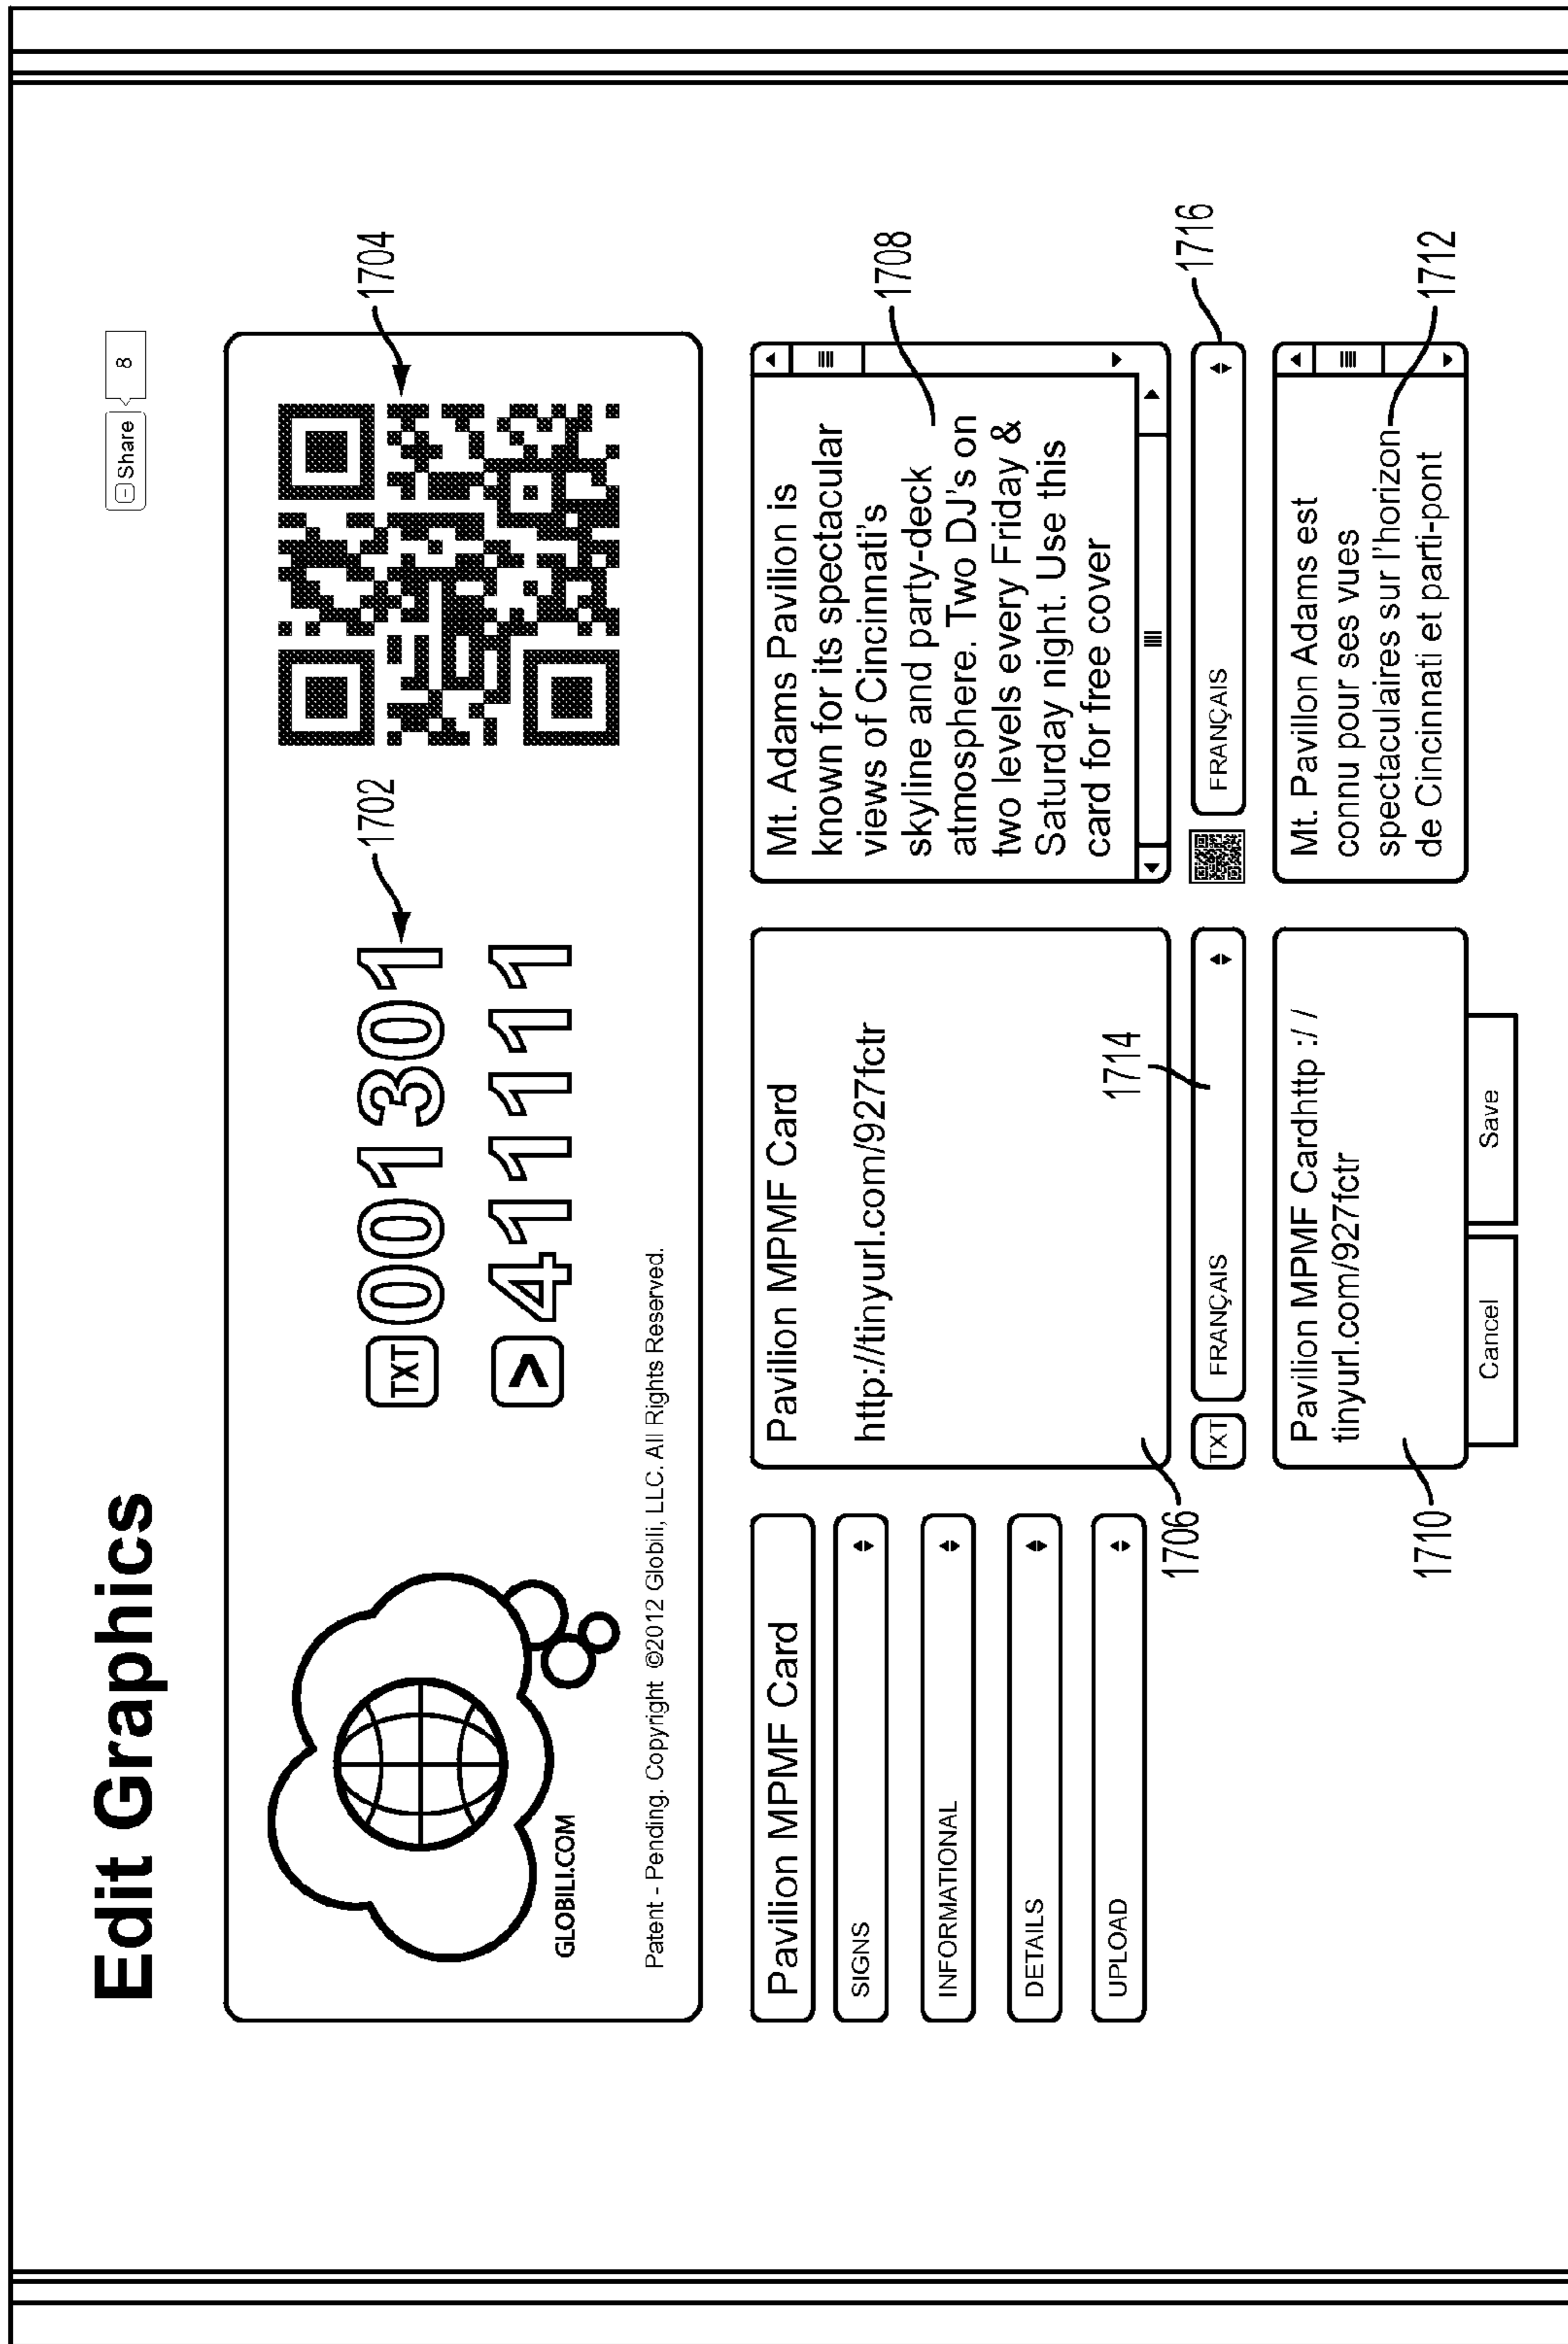 Edit Graphics
Share 8
TXT 001301
1702
1704
> 411111
GLOBILI.COM
Patent - Pending. Copyright ©2012 Globili, LLC. All Rights Reserved.
Pavilion MPMF Card
SIGNS
INFORMATIONAL
DETAILS
UPLOAD
Pavilion MPMF Card
http://tinyurl.com/927fctr
1706
1714
TXT
FRANÇAIS
Pavilion MPMF Cardhttp :/ /
tinyurl.com/927fctr
1710
Cancel
Save
Mt. Adams Pavilion is
known for its spectacular
views of Cincinnati's
skyline and party-deck
atmosphere. Two DJ's on
two levels every Friday &
Saturday night. Use this
card for free cover
1708
FRANÇAIS
1716
Mt. Pavillon Adams est
connu pour ses vues
spectaculaires sur l'horizon
de Cincinnati et parti-pont
1712